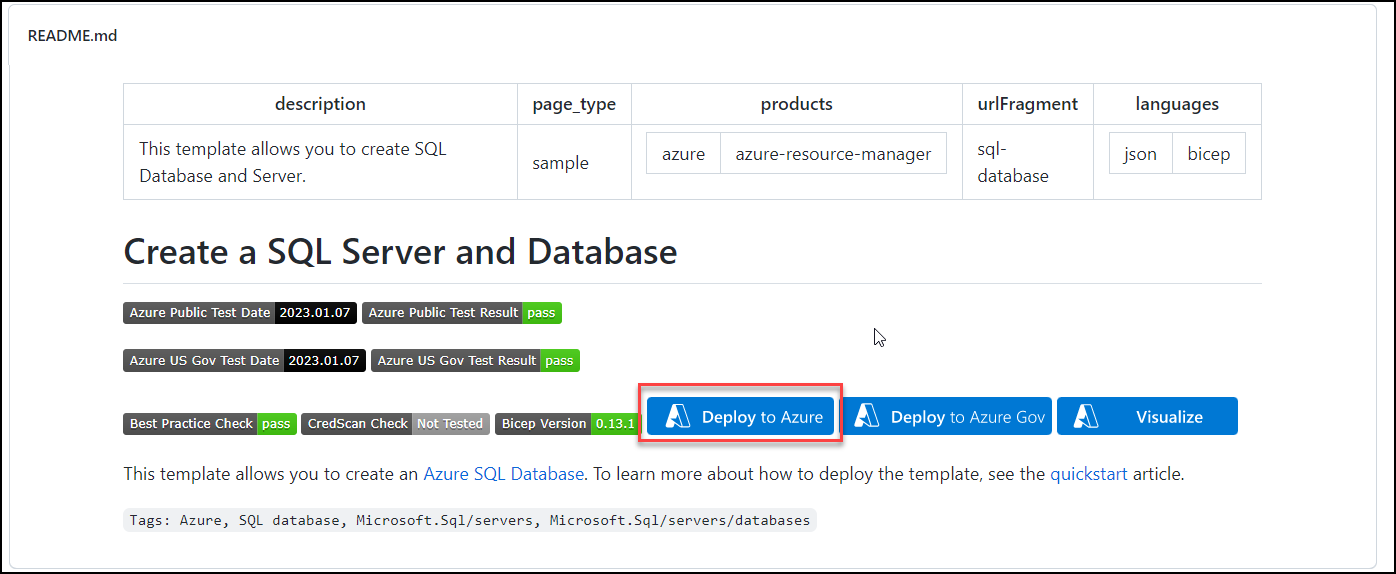 README.md
description page_type products urlFragment languages
This template allows you to create SQL
Database and Server.
sample
azure azure-resource-manager
sql-
database
json bicep
Create a SQL Server and Database
Azure Public Test Date 2023.01.07 Azure Public Test Result pass
Azure US Gov Test Date 2023.01.07 Azure US Gov Test Result pass
Best Practice Check pass CredScan Check Not Tested Bicep Version 0.13.1 Deploy to Azure Deploy to Azure Gov Visualize
This template allows you to create an Azure SQL Database. To learn more about how to deploy the template, see the quickstart article.
Tags: Azure, SQL database, Microsoft.Sql/servers, Microsoft.Sql/servers/databases